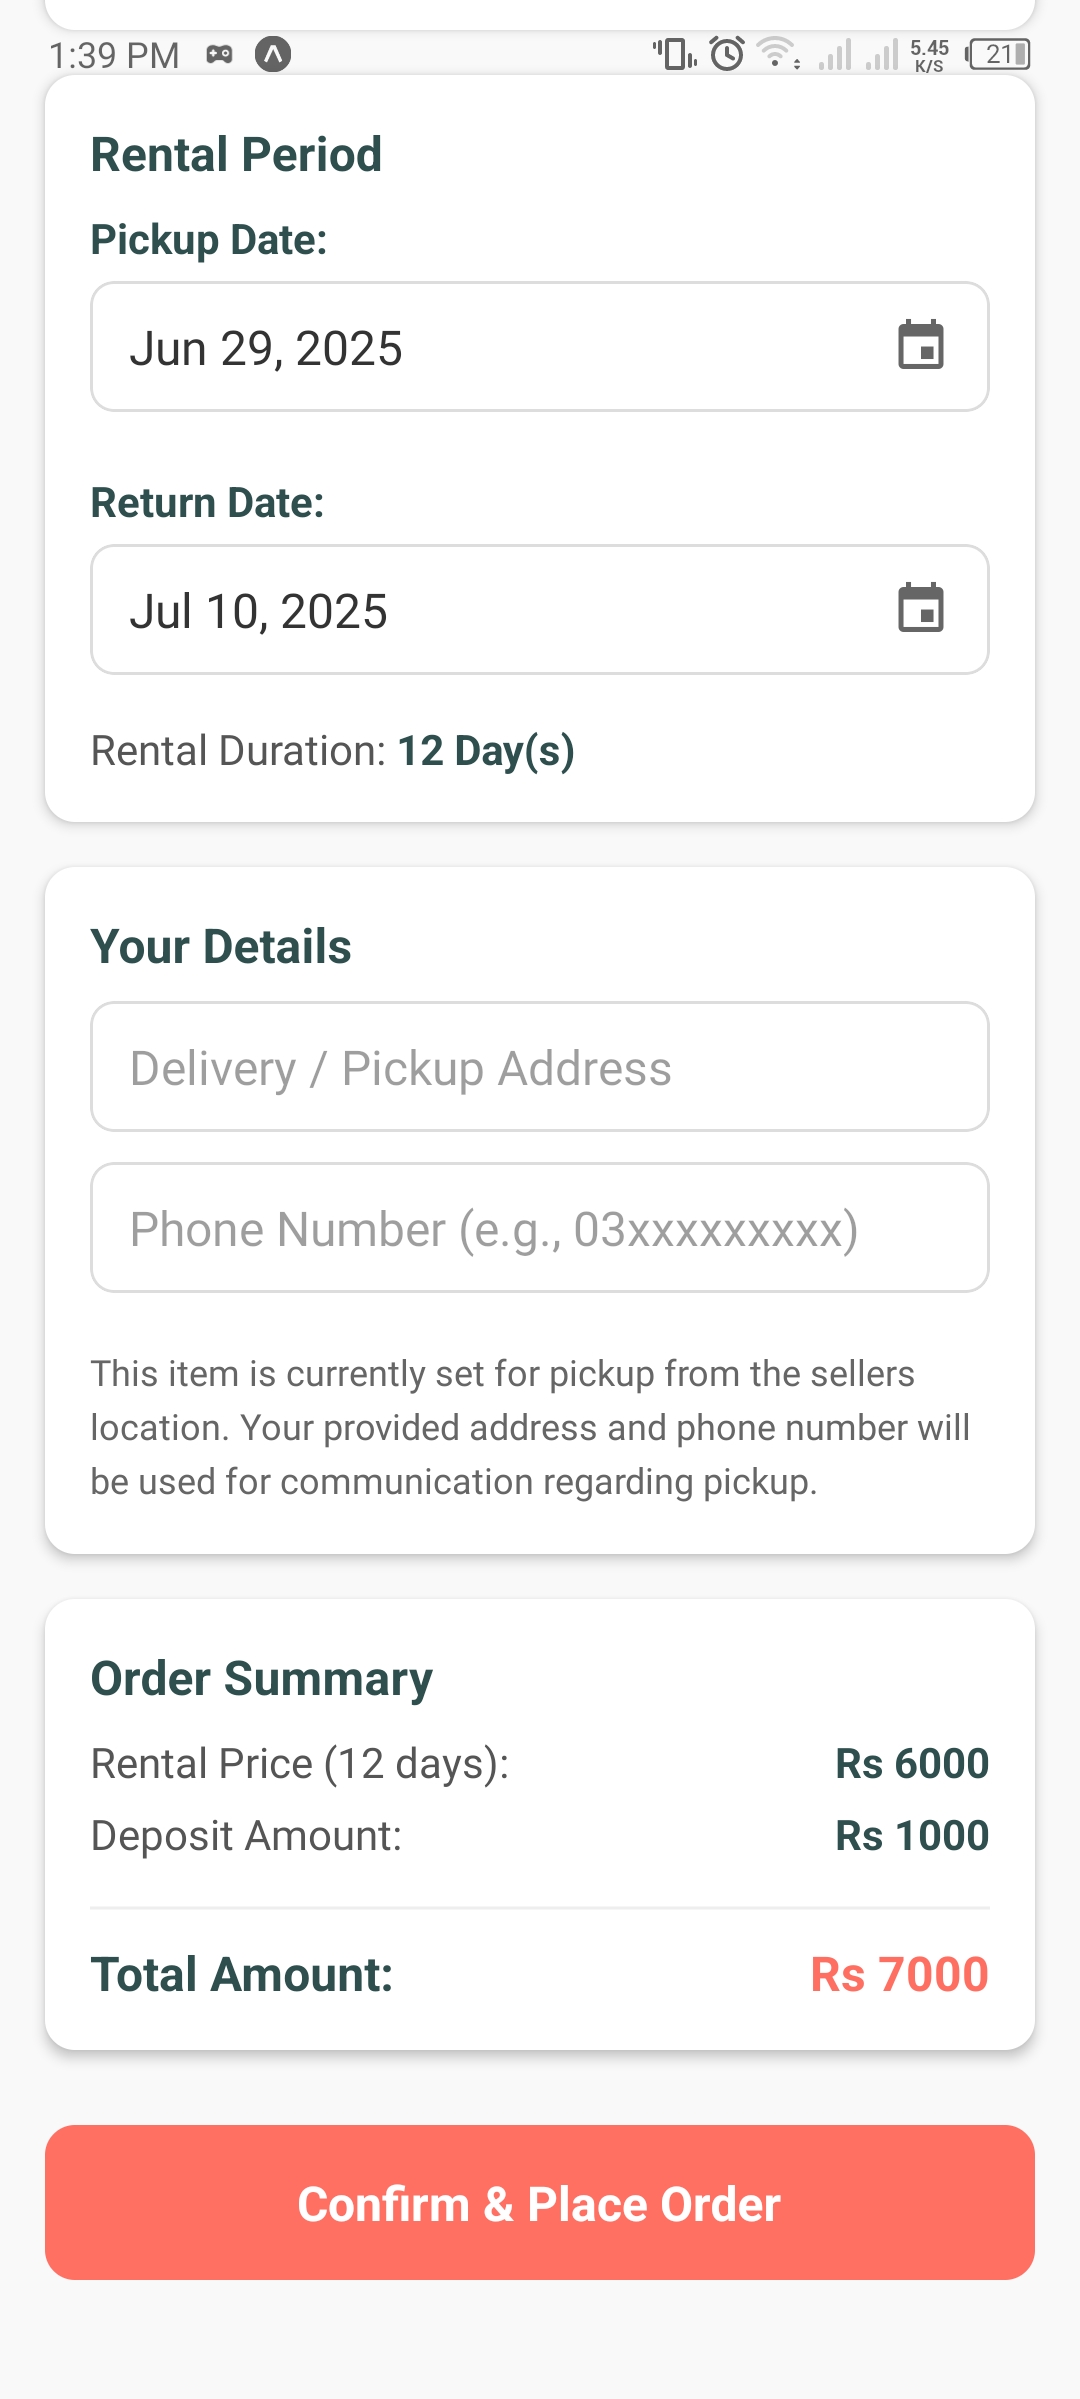 1:39 PM
5.45
K/S
21
Rental Period
Pickup Date:
Jun 29, 2025
Return Date:
Jul 10, 2025
Rental Duration: 12 Day(s)
Your Details
Delivery / Pickup Address
Phone Number (e.g., 03xxxxxxxxx)
This item is currently set for pickup from the sellers
location. Your provided address and phone number will
be used for communication regarding pickup.
Order Summary
Rental Price (12 days): Rs 6000
Deposit Amount: Rs 1000
Total Amount: Rs 7000
Confirm & Place Order